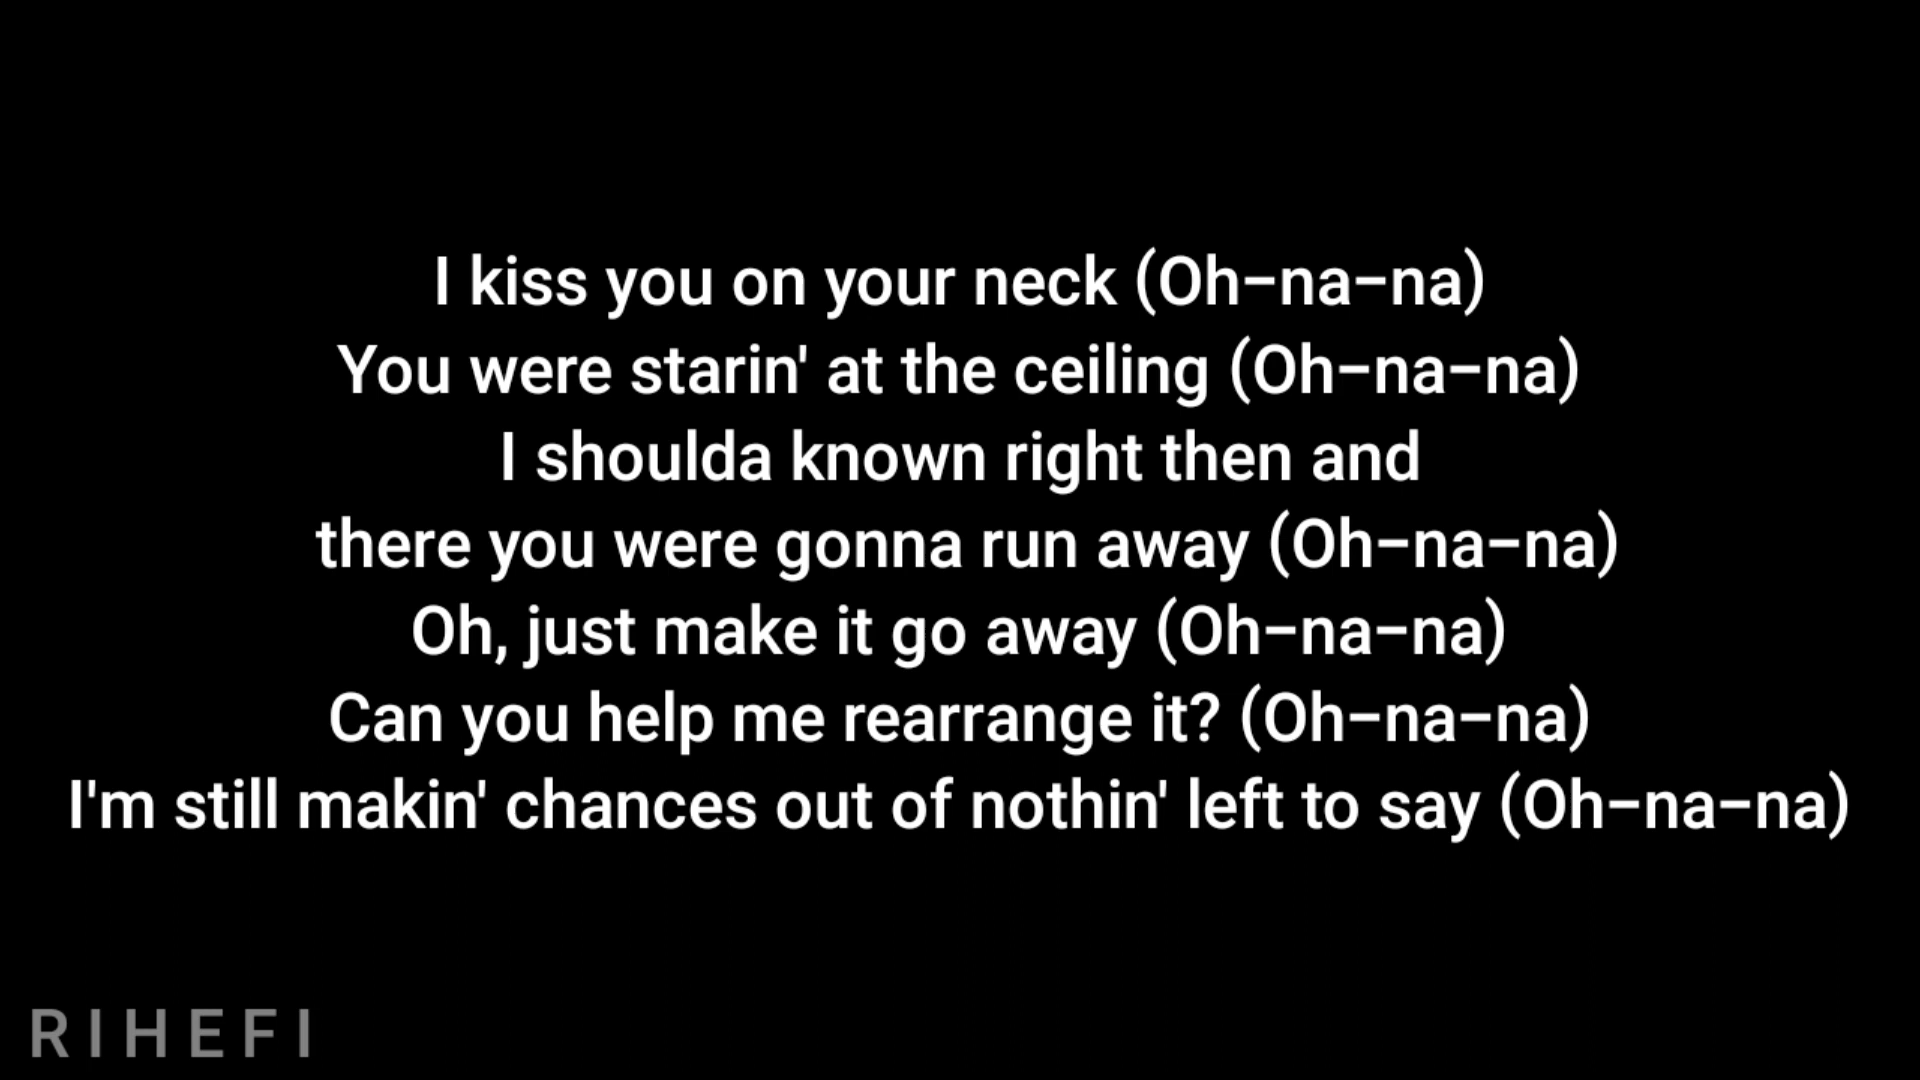 I kiss you on your neck (Oh-na-na)
You were starin' at the ceiling (Oh-na-na)
I shoulda known right then and
there you were gonna run away (Oh-na-na)
Oh, just make it go away (Oh-na-na)
Can you help me rearrange it? (Oh-na-na)
I'm still makin' chances out of nothin' left to say (Oh-na-na)
RIHEFI